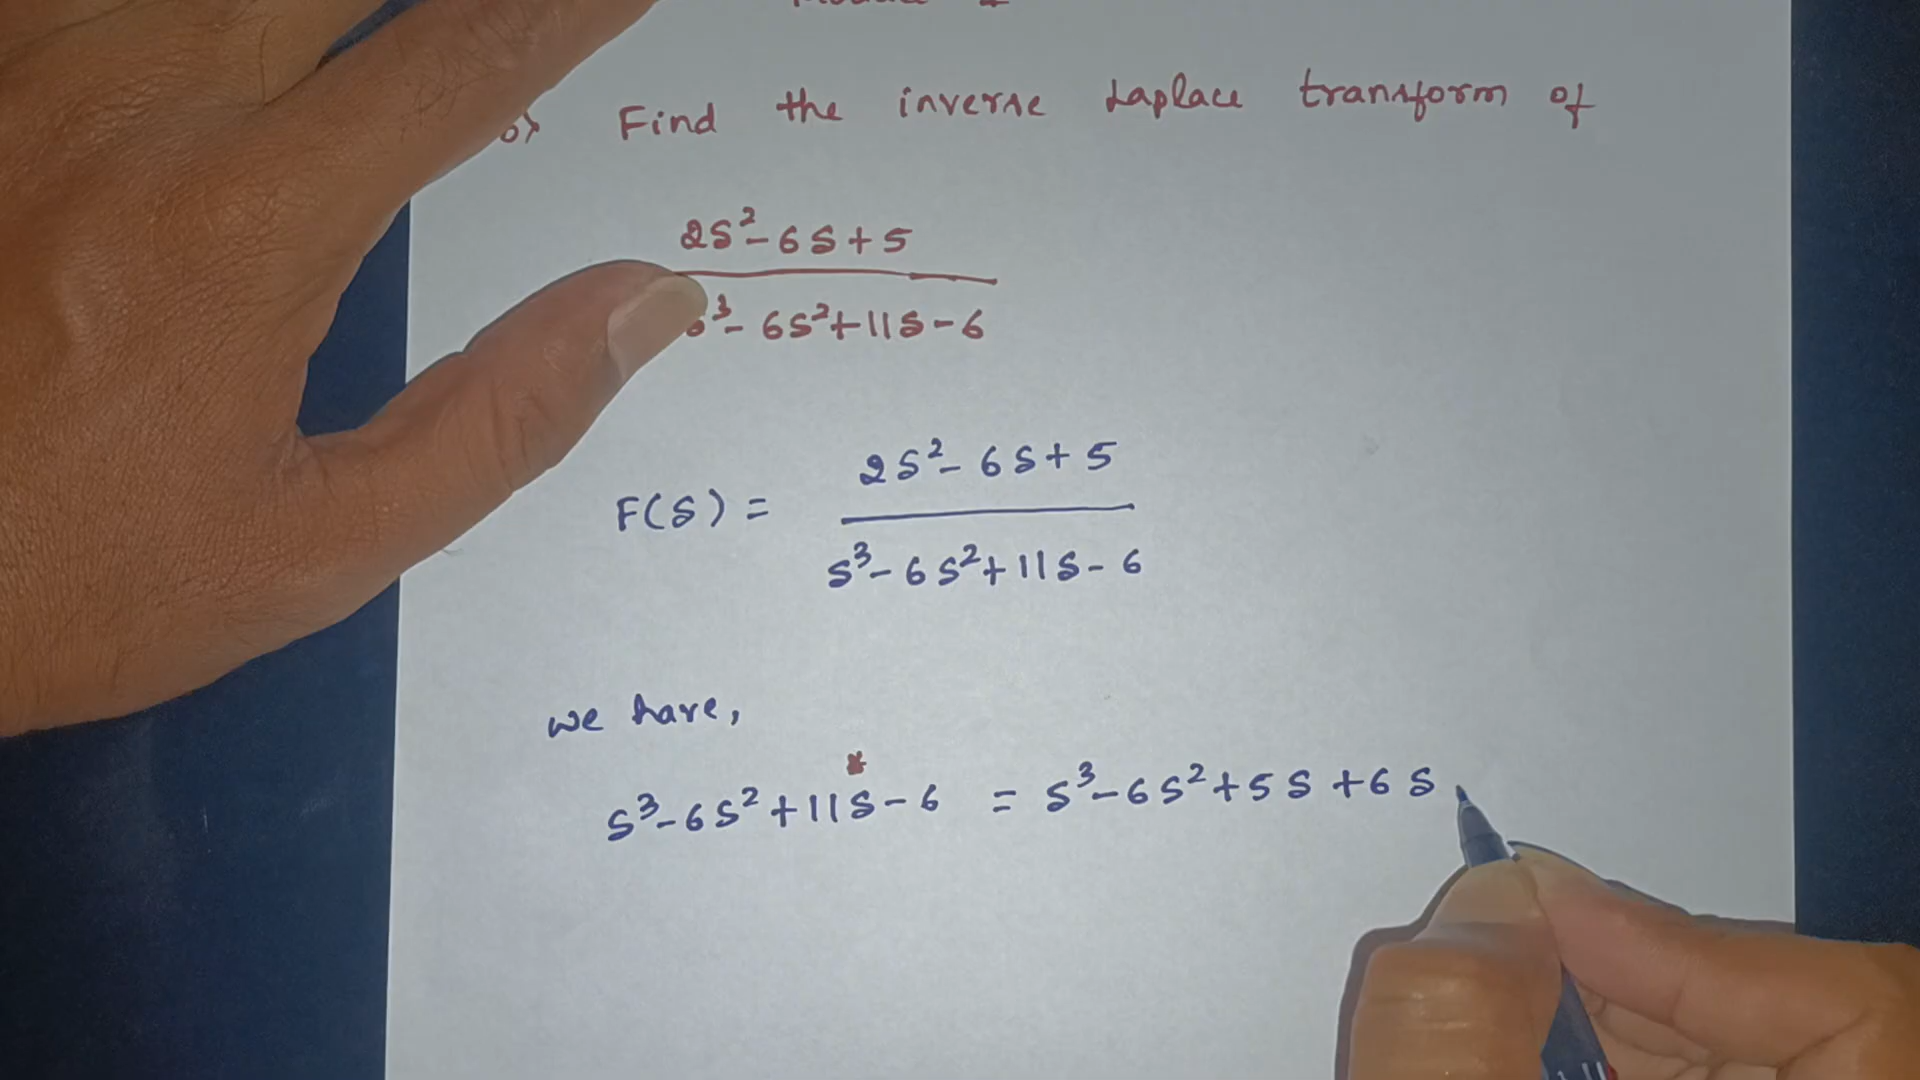 Find the inverse Laplace transform of
2s²- 6s+5
s³- 6s²+11s-6
2s²- 6s+5
F(s) =
s³- 6s²+11s- 6
we have,
*
s³-6s²+11s-6 = s³-6s²+5s+6s